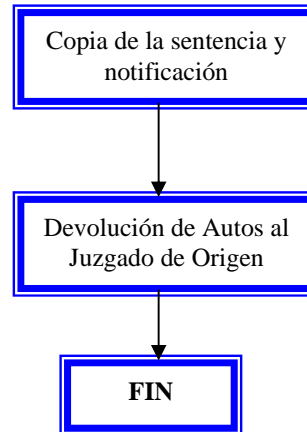 Copia de la sentencia y
notificación
Devolución de Autos al
Juzgado de Origen
FIN